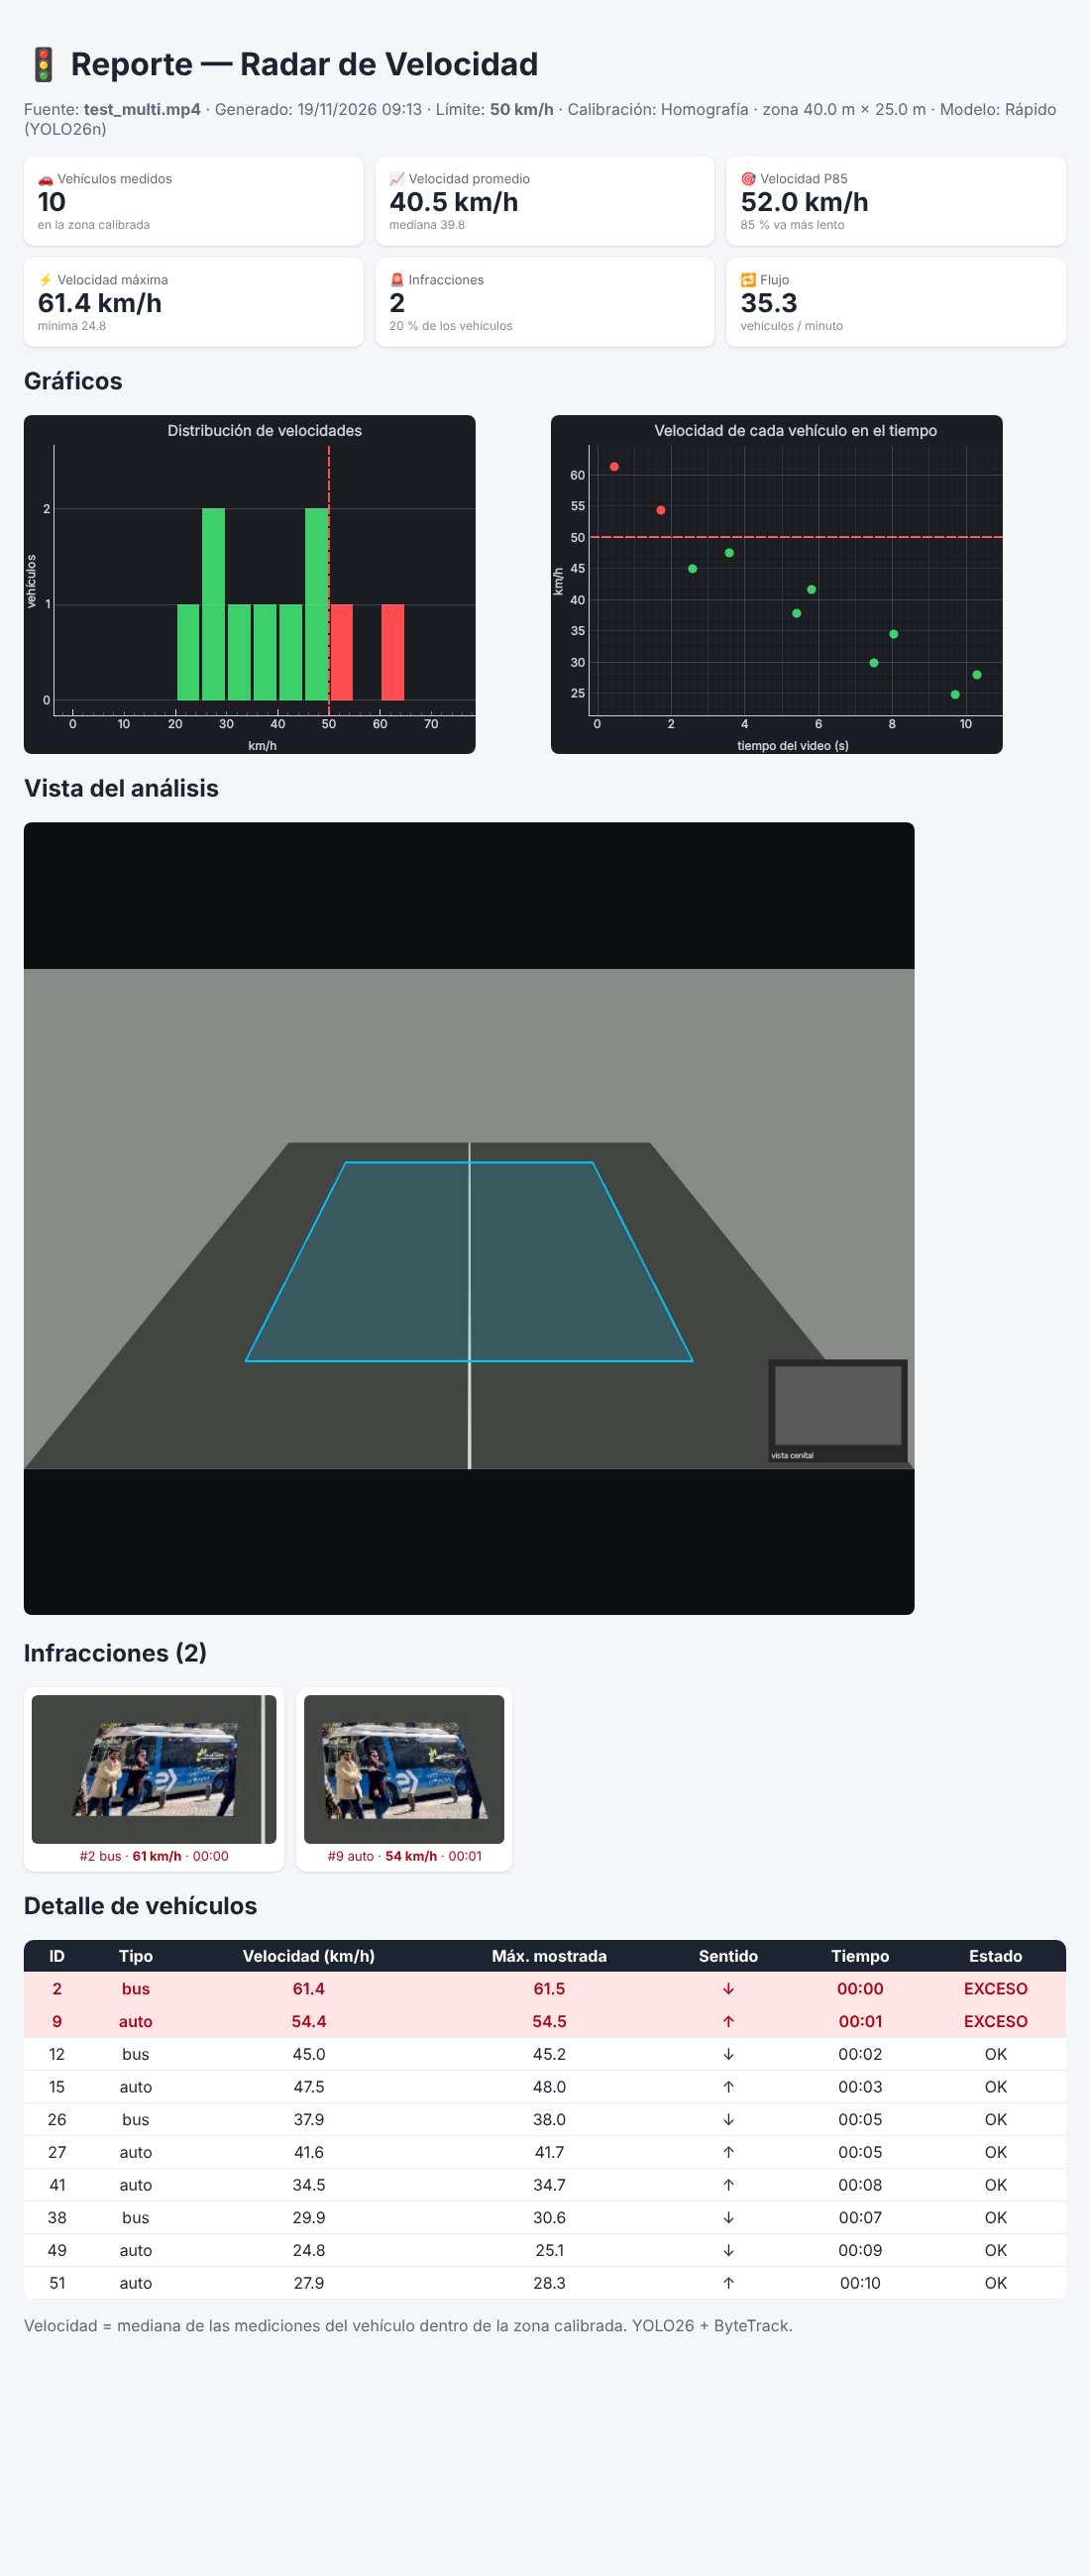 🚦 Reporte — Radar de Velocidad
Fuente: test_multi.mp4 · Generado: 19/11/2026 09:13 · Límite: 50 km/h · Calibración: Homografía · zona 40.0 m × 25.0 m · Modelo: Rápido
(YOLO26n)
🚗 Vehículos medidos
10
en la zona calibrada
📈 Velocidad promedio
40.5 km/h
mediana 39.8
🎯 Velocidad P85
52.0 km/h
85 % va más lento
⚡ Velocidad máxima
61.4 km/h
mínima 24.8
🚨 Infracciones
2
20 % de los vehículos
🔁 Flujo
35.3
vehículos / minuto
Gráficos
Distribución de velocidades
vehículos
2
1
0
0 10 20 30 40 50 60 70
km/h
Velocidad de cada vehículo en el tiempo
km/h
60
55
50
45
40
35
30
25
0 2 4 6 8 10
tiempo del video (s)
Vista del análisis
vista cenital
Infracciones (2)
#2 bus · 61 km/h · 00:00
#9 auto · 54 km/h · 00:01
Detalle de vehículos
ID Tipo Velocidad (km/h) Máx. mostrada Sentido Tiempo Estado
2 bus 61.4 61.5 ↓ 00:00 EXCESO
9 auto 54.4 54.5 ↑ 00:01 EXCESO
12 bus 45.0 45.2 ↓ 00:02 OK
15 auto 47.5 48.0 ↑ 00:03 OK
26 bus 37.9 38.0 ↓ 00:05 OK
27 auto 41.6 41.7 ↑ 00:05 OK
41 auto 34.5 34.7 ↑ 00:08 OK
38 bus 29.9 30.6 ↓ 00:07 OK
49 auto 24.8 25.1 ↓ 00:09 OK
51 auto 27.9 28.3 ↑ 00:10 OK
Velocidad = mediana de las mediciones del vehículo dentro de la zona calibrada. YOLO26 + ByteTrack.